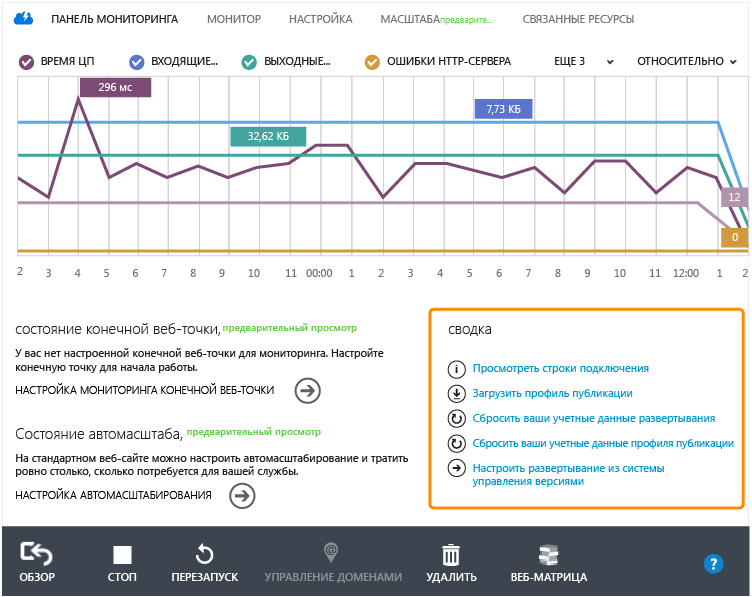 ПАНЕЛЬ МОНИТОРИНГА МОНИТОР НАСТРОЙКА МАСШТАБАпредварите... СВЯЗАННЫЕ РЕСУРСЫ
ВРЕМЯ ЦП ВХОДЯЩИЕ... ВЫХОДНЫЕ... ОШИБКИ HTTP-СЕРВЕРА ЕЩЕ 3 ОТНОСИТЕЛЬНО
296 мс
7,73 КБ
32,62 КБ
12
0
2 3 4 5 6 7 8 9 10 11 00:00 1 2 3 4 5 6 7 8 9 10 11 12:00 1 2
состояние конечной веб-точки, предварительный просмотр
У вас нет настроенной конечной веб-точки для мониторинга. Настройте
конечную точку для начала работы.
НАСТРОЙКА МОНИТОРИНГА КОНЕЧНОЙ ВЕБ-ТОЧКИ
Состояние автомасштаба, предварительный просмотр
На стандартном веб-сайте можно настроить автомасштабирование и тратить
ровно столько, сколько потребуется для вашей службы.
НАСТРОЙКА АВТОМАСШТАБИРОВАНИЯ
сводка
Просмотреть строки подключения
Загрузить профиль публикации
Сбросить ваши учетные данные развертывания
Сбросить ваши учетные данные профиля публикации
Настроить развертывание из системы
управления версиями
ОБЗОР СТОП ПЕРЕЗАПУСК УПРАВЛЕНИЕ ДОМЕНАМИ УДАЛИТЬ ВЕБ-МАТРИЦА ?